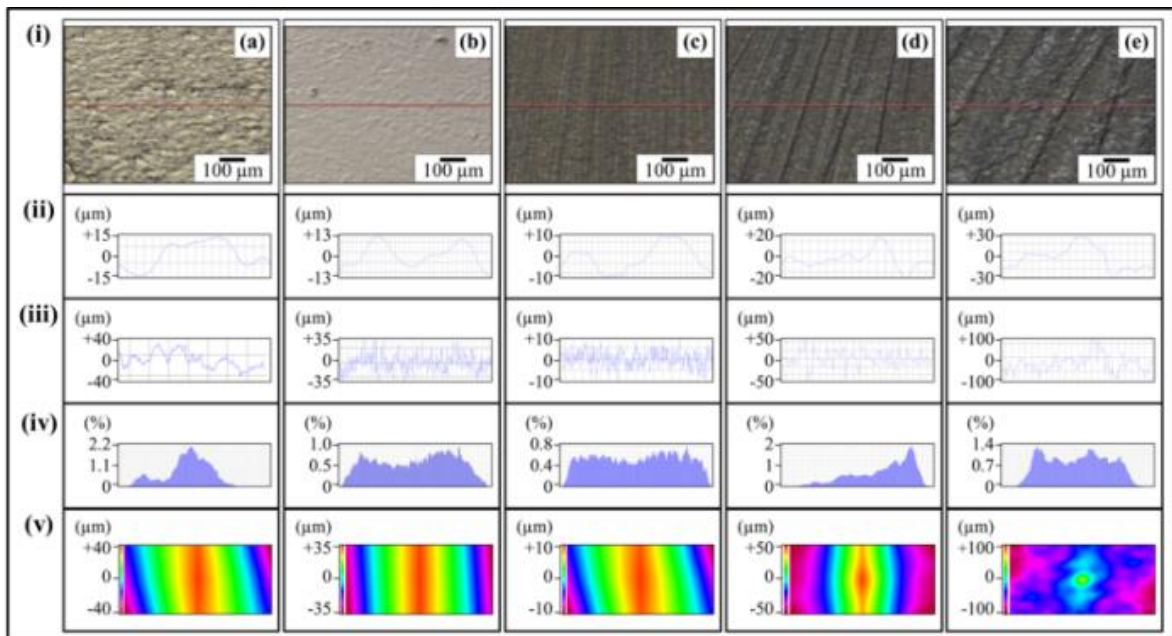 (i) (a) (b) (c) (d) (e)
100 µm 100 µm 100 µm 100 µm 100 µm
(ii) (µm) (µm) (µm) (µm) (µm)
+15 +13 +10 +20 +30
0 0 0 0 0
-15 -13 -10 -20 -30
(iii) (µm) (µm) (µm) (µm) (µm)
+40 +35 +10 +50 +100
0 0 0 0 0
-40 -35 -10 -50 -100
(iv) (%) (%) (%) (%) (%)
2.2 1.0 0.8 2 1.4
1.1 0.5 0.4 1 0.7
0 0 0 0 0
(v) (µm) (µm) (µm) (µm) (µm)
+40 +35 +10 +50 +100
0 0 0 0 0
-40 -35 -10 -50 -100